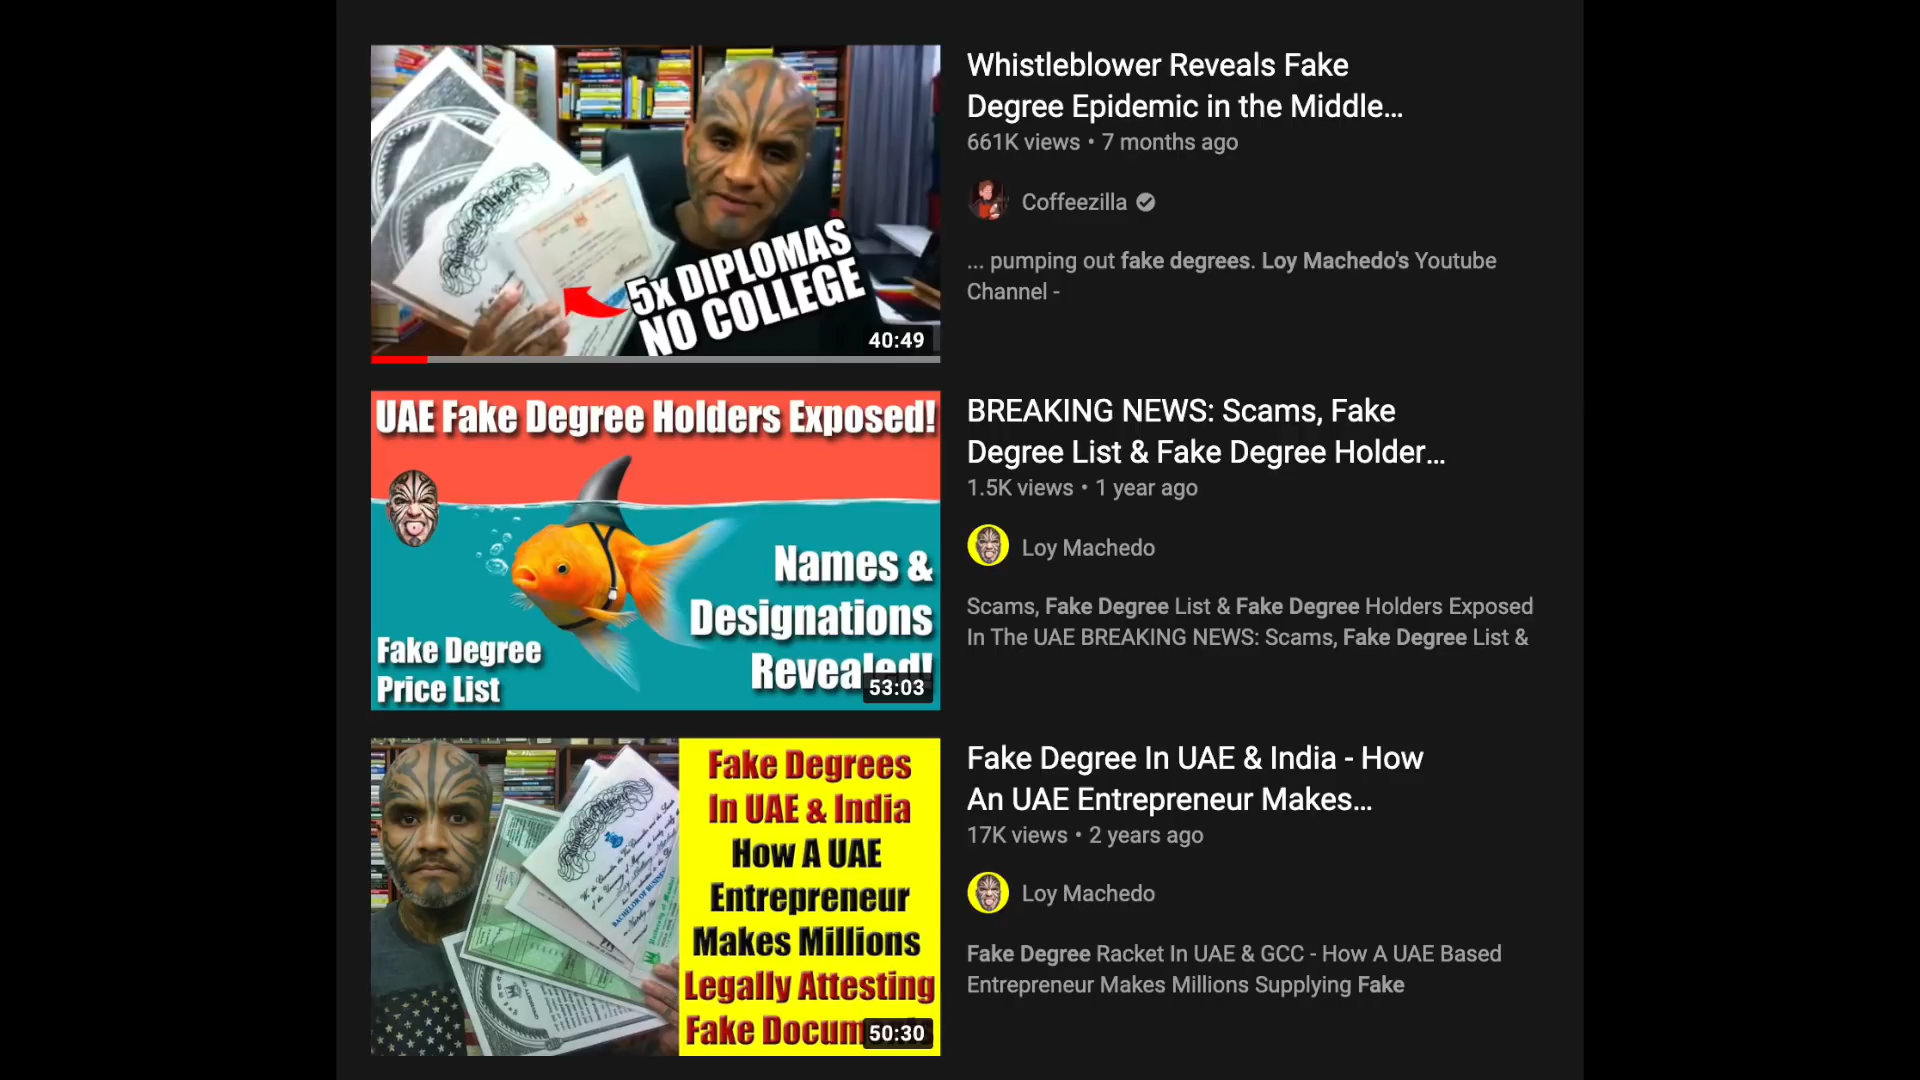 5x DIPLOMAS
NO COLLEGE
40:49
Whistleblower Reveals Fake
Degree Epidemic in the Middle...
661K views • 7 months ago
Coffeezilla
... pumping out fake degrees. Loy Machedo's Youtube
Channel -
UAE Fake Degree Holders Exposed!
Names &
Designations
Revealed!
Fake Degree
Price List
53:03
BREAKING NEWS: Scams, Fake
Degree List & Fake Degree Holder...
1.5K views • 1 year ago
Loy Machedo
Scams, Fake Degree List & Fake Degree Holders Exposed
In The UAE BREAKING NEWS: Scams, Fake Degree List &
Fake Degrees
In UAE & India
How A UAE
Entrepreneur
Makes Millions
Legally Attesting
Fake Documents
50:30
Fake Degree In UAE & India - How
An UAE Entrepreneur Makes...
17K views • 2 years ago
Loy Machedo
Fake Degree Racket In UAE & GCC - How A UAE Based
Entrepreneur Makes Millions Supplying Fake